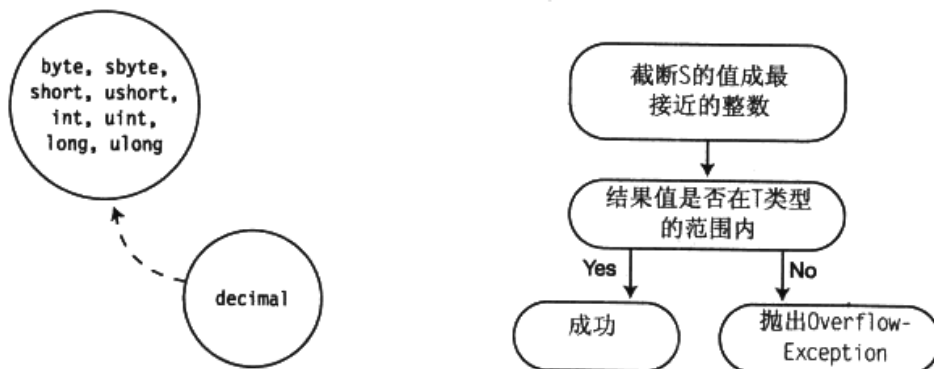 byte, sbyte,
short, ushort,
int, uint,
long, ulong
decimal
截断S的值成最
接近的整数
结果值是否在T类型
的范围内
Yes
No
成功
抛出Overflow-
Exception